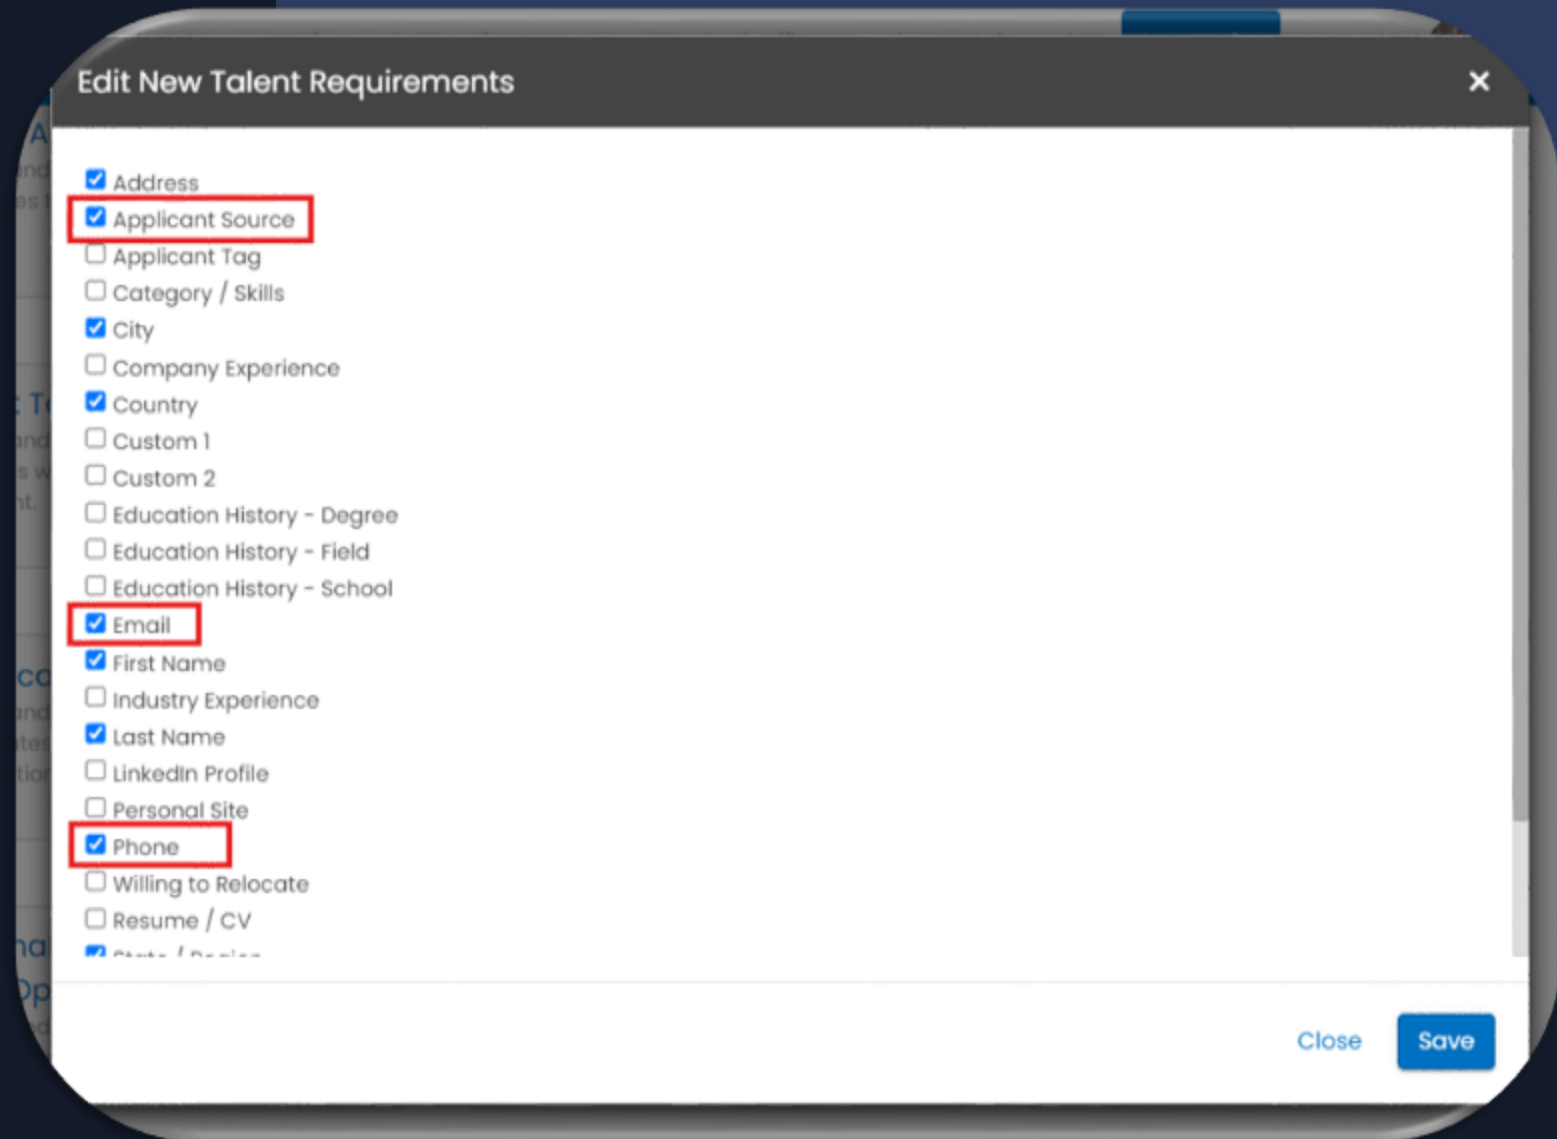 Edit New Talent Requirements
Address
Applicant Source
Applicant Tag
Category / Skills
City
Company Experience
Country
Custom 1
Custom 2
Education History - Degree
Education History - Field
Education History - School
Email
First Name
Industry Experience
Last Name
LinkedIn Profile
Personal Site
Phone
Willing to Relocate
Resume / CV
State / Region
Close
Save